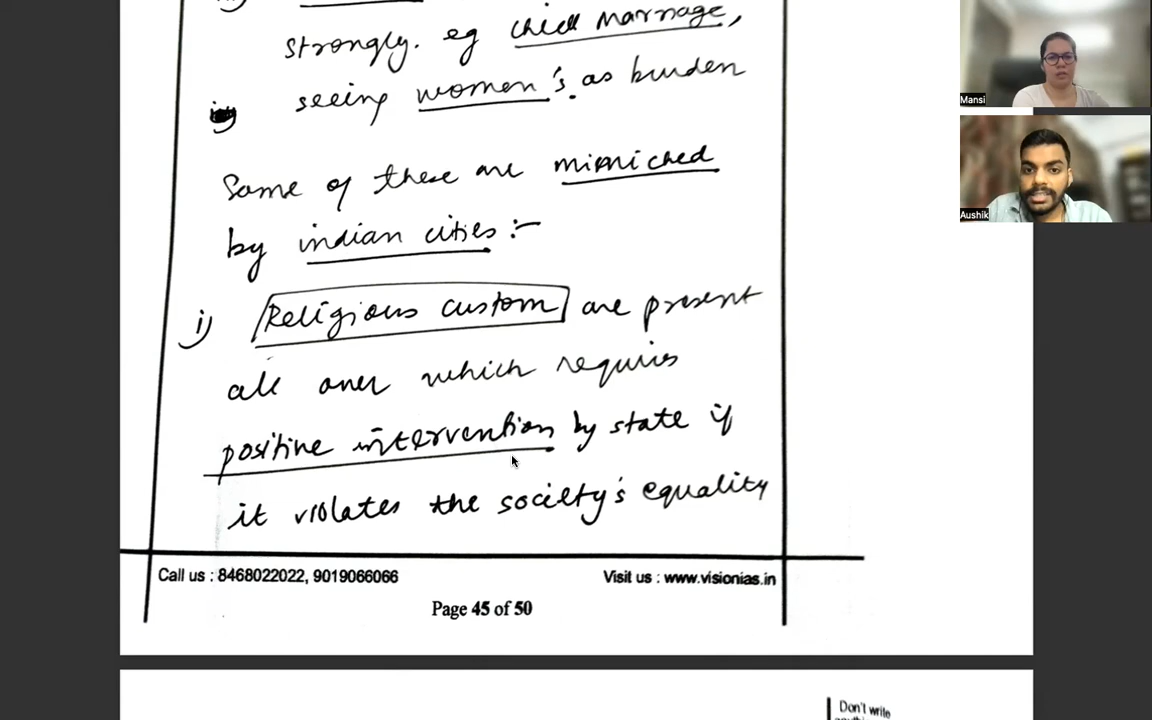 strongly. eg child Marriage,
seeing women's. as burden
Some of these are mimiched
by indian cities :-
i) Religious custom are present
all over which requires
positive intervention by state if
it violates the society's equality
Call us : 8468022022, 9019066066
Visit us : www.visionias.in
Page 45 of 50
Don't write
Mansi
Aushik